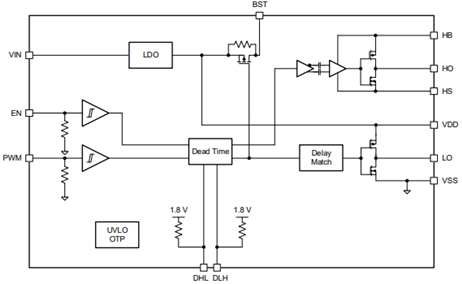 BST
VIN
LDO
HB
HO
HS
EN
VDD
PWM
Dead Time
Delay
Match
LO
VSS
UVLO
OTP
1.8 V
1.8 V
DHL
DLH